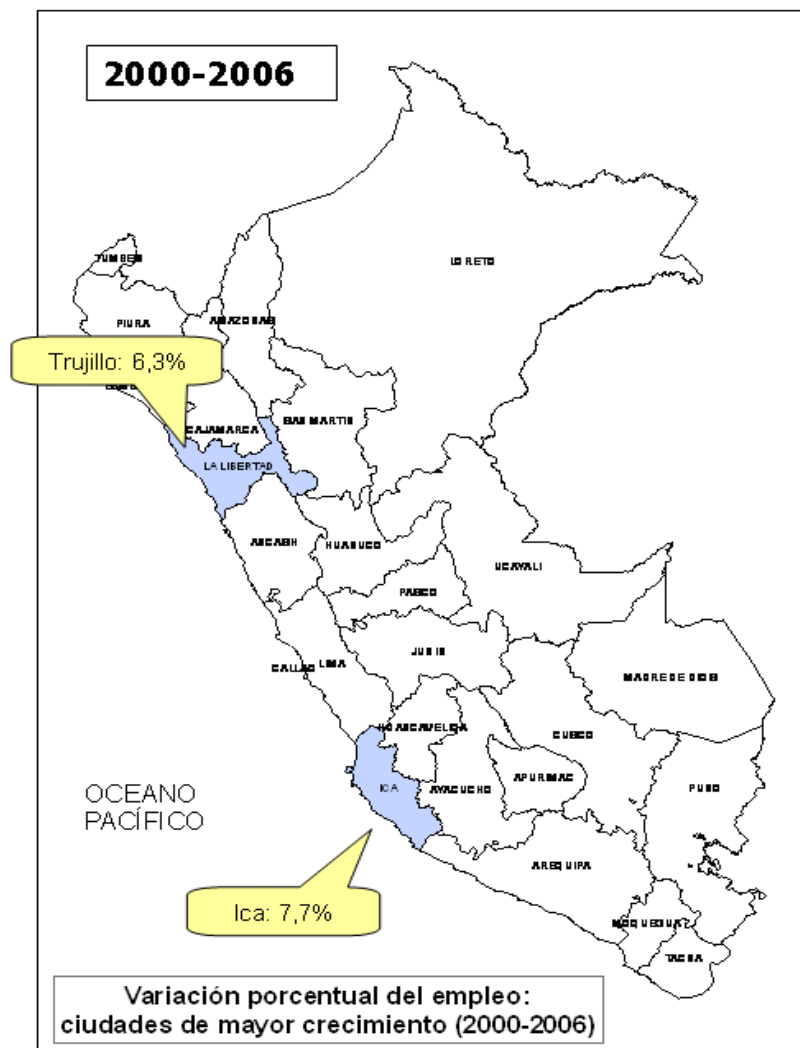 2000-2006
LORETO
TUMBES
PIURA
AMAZONAS
Trujillo: 6,3%
CAJAMARCA
SAN MARTIN
LA LIBERTAD
ANCASH
HUANUCO
UCAYALI
PASCO
JUNIN
CALLAO
LIMA
MADRE DE DIOS
HUANCAVELICA
CUSCO
ICA
AYACUCHO
APURIMAC
PUNO
OCEANO
PACÍFICO
AREQUIPA
Ica: 7,7%
MOQUEGUA
TACNA
Variación porcentual del empleo:
ciudades de mayor crecimiento (2000-2006)